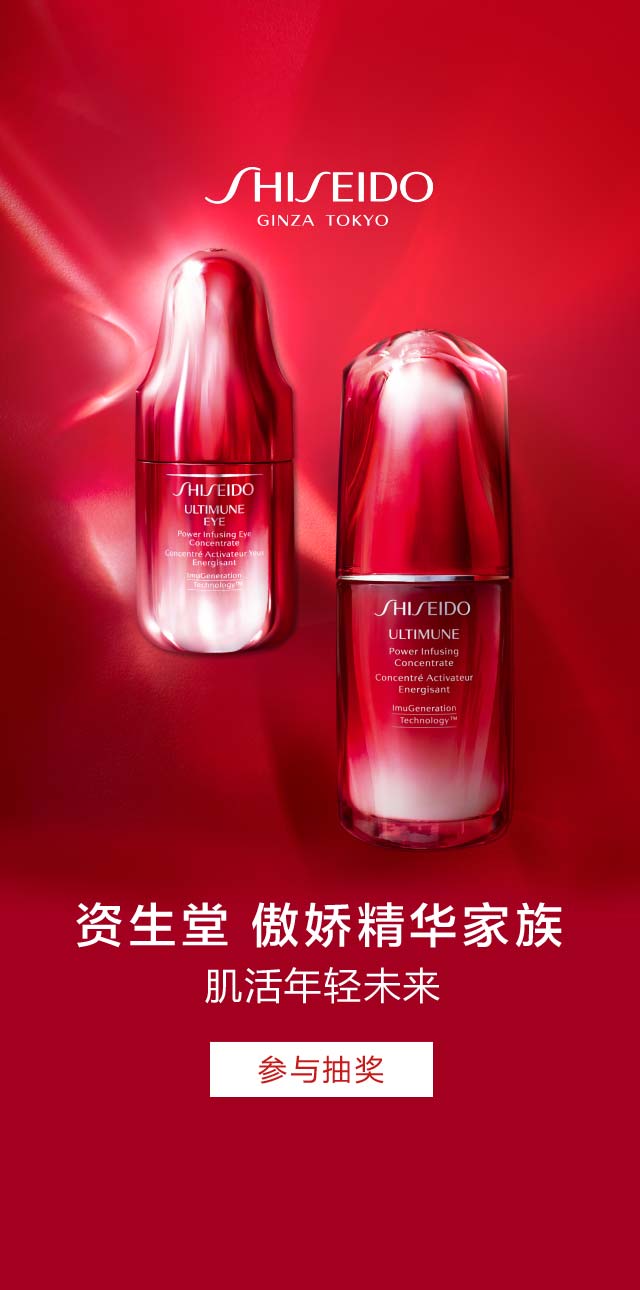 SHISEIDO
GINZA TOKYO
SHISEIDO
ULTIMUNE
EYE
Power Infusing Eye
Concentrate
Concentré Activateur Yeux
Energisant
ImuGeneration
Technology™
SHISEIDO
ULTIMUNE
Power Infusing
Concentrate
Concentré Activateur
Energisant
ImuGeneration
Technology™
资生堂 傲娇精华家族
肌活年轻未来
参与抽奖